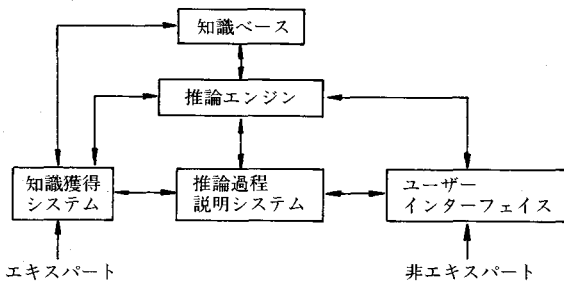 知識ベース
推論エンジン
知識獲得
システム
推論過程
説明システム
ユーザー
インターフェイス
エキスパート
非エキスパート